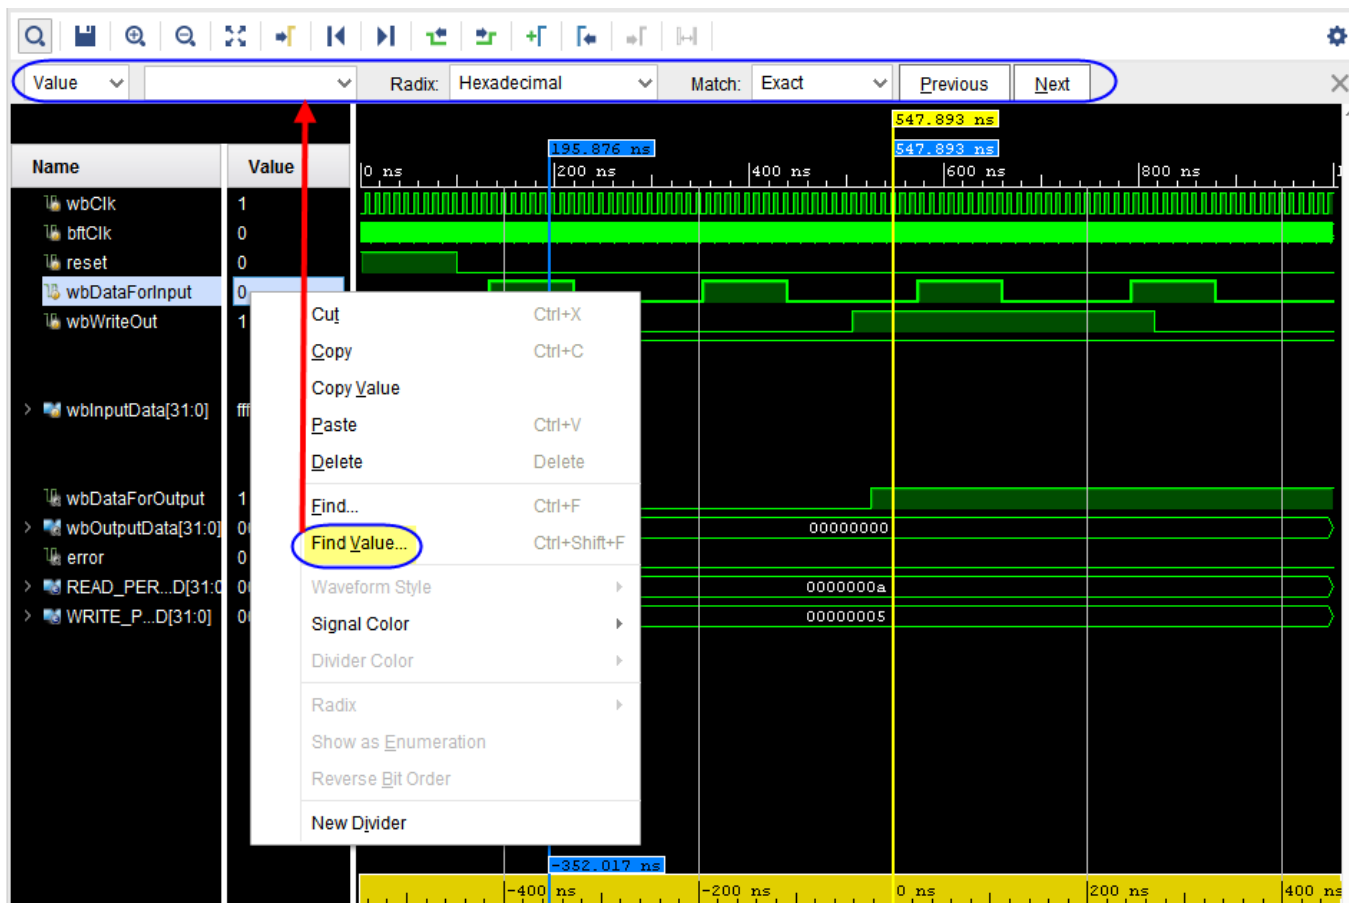 Value Radix: Hexadecimal Match: Exact Previous Next
547.893 ns
195.876 ns 547.893 ns
Name Value 0 ns 200 ns 400 ns 600 ns 800 ns
wbClk 1
bftClk 0
reset 0
wbDataForInput 0
wbWriteOut 1
wbInputData[31:0] fff
wbDataForOutput 1
wbOutputData[31:0] 00000000
error 0
READ_PER...D[31:0 0000000a
WRITE_P...D[31:0] 00000005
Cut Ctrl+X
Copy Ctrl+C
Copy Value
Paste Ctrl+V
Delete Delete
Find... Ctrl+F
Find Value... Ctrl+Shift+F
Waveform Style
Signal Color
Divider Color
Radix
Show as Enumeration
Reverse Bit Order
New Divider
-352.017 ns
-400 ns -200 ns 0 ns 200 ns 400 ns